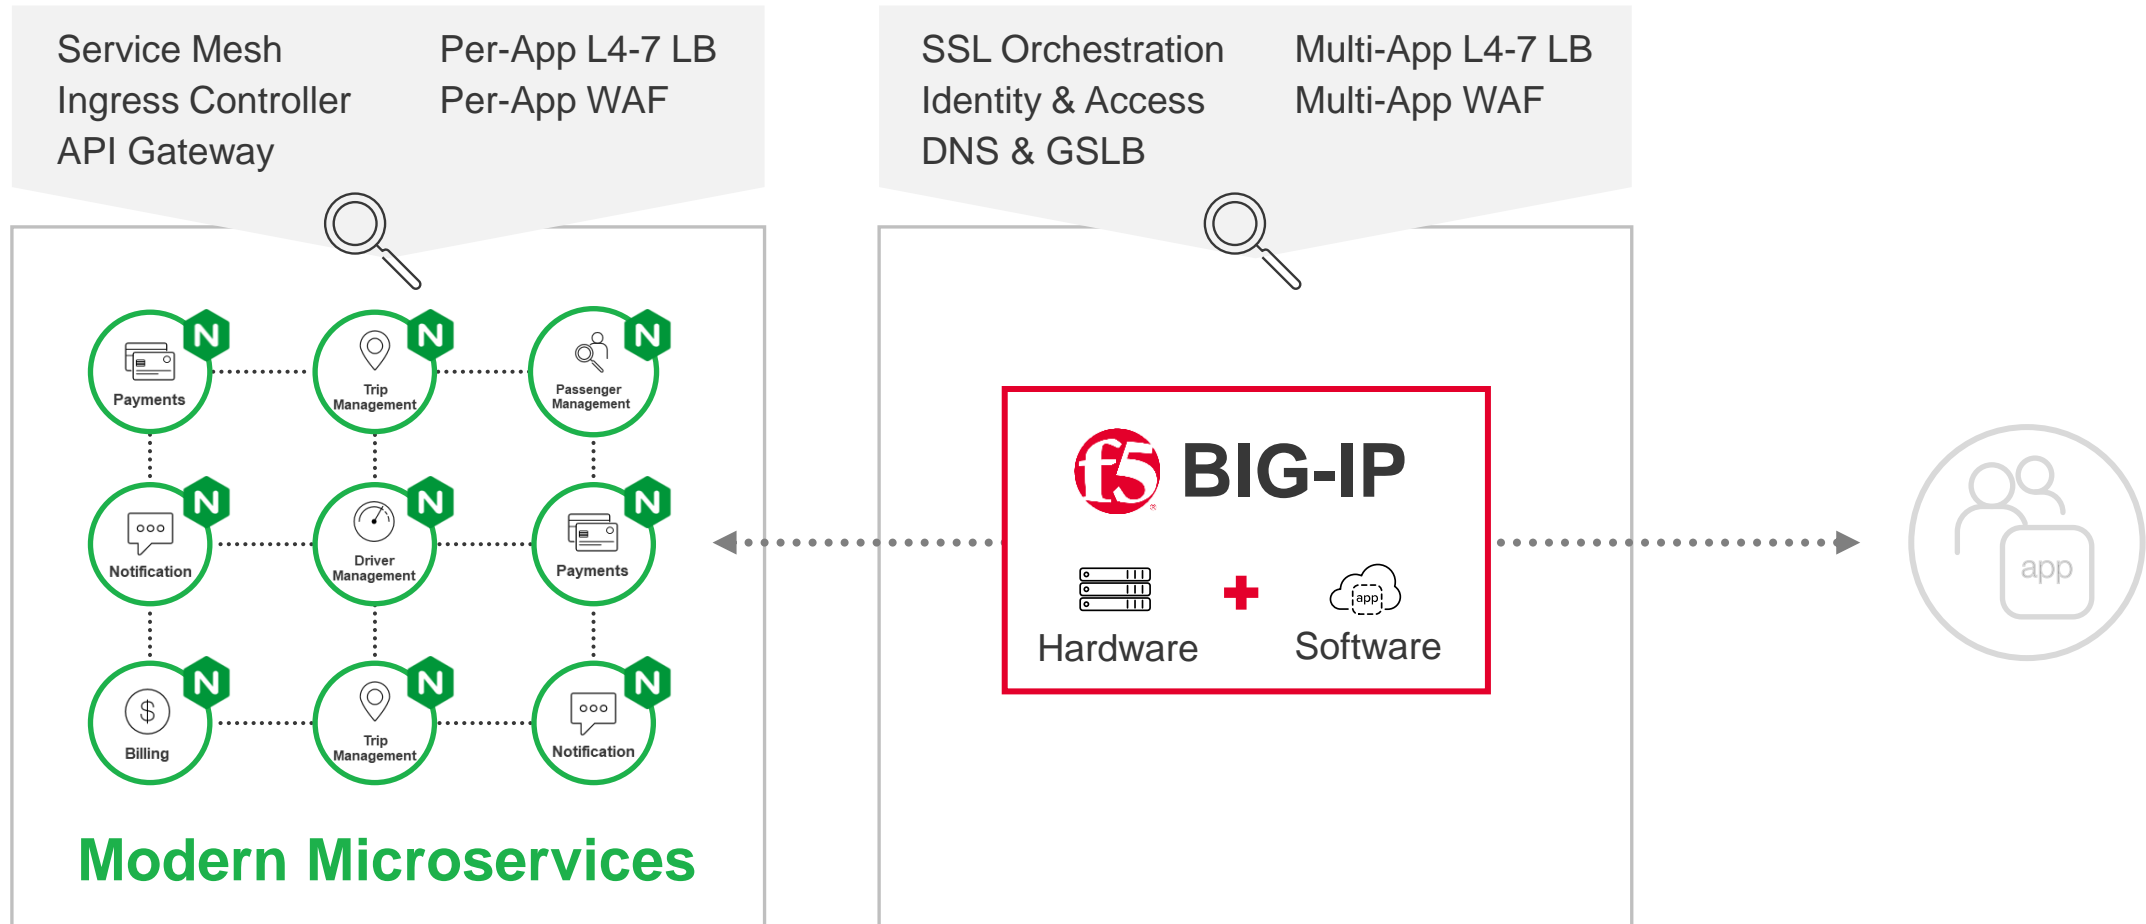 Service Mesh
Ingress Controller
API Gateway
Per-App L4-7 LB
Per-App WAF
SSL Orchestration
Identity & Access
DNS & GSLB
Multi-App L4-7 LB
Multi-App WAF
N
Payments
N
Trip
Management
N
Passenger
Management
N
Notification
N
Driver
Management
N
Payments
N
$
Billing
N
Trip
Management
N
Notification
Modern Microservices
f5 ® BIG-IP
Hardware
app
Software
app